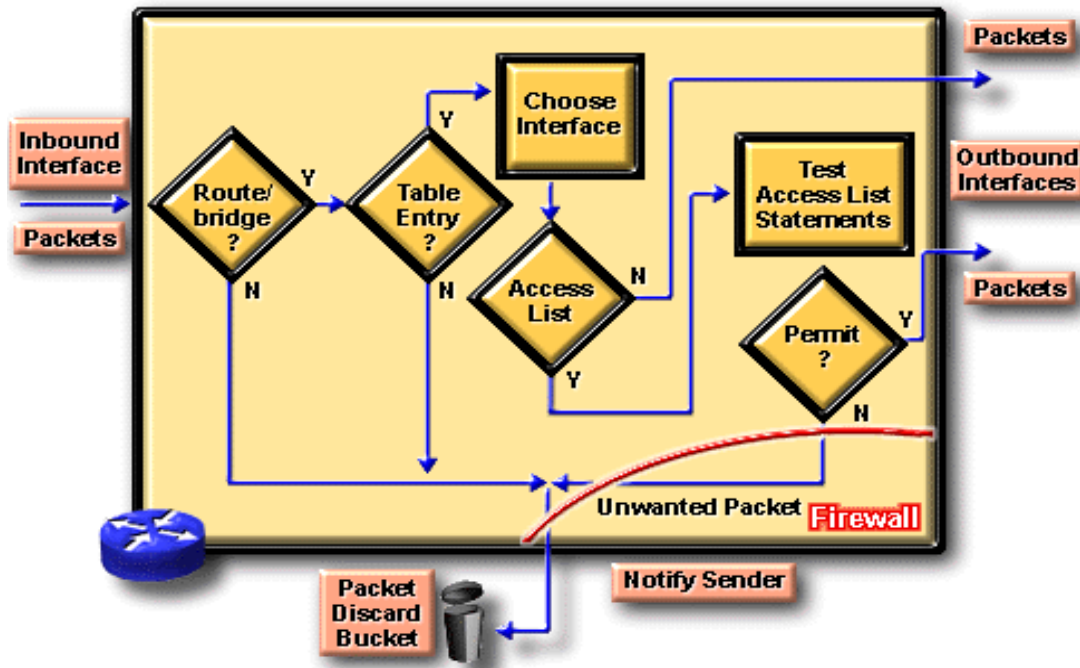 Packets
Choose
Interface
Y
Inbound
Interface
Test
Access List
Statements
Outbound
Interfaces
Route/
bridge
?
Y
Table
Entry
?
Packets
N
N
Access
List
N
Packets
Permit
?
Y
Y
N
Unwanted Packet
Firewall
Packet
Discard
Bucket
Notify Sender